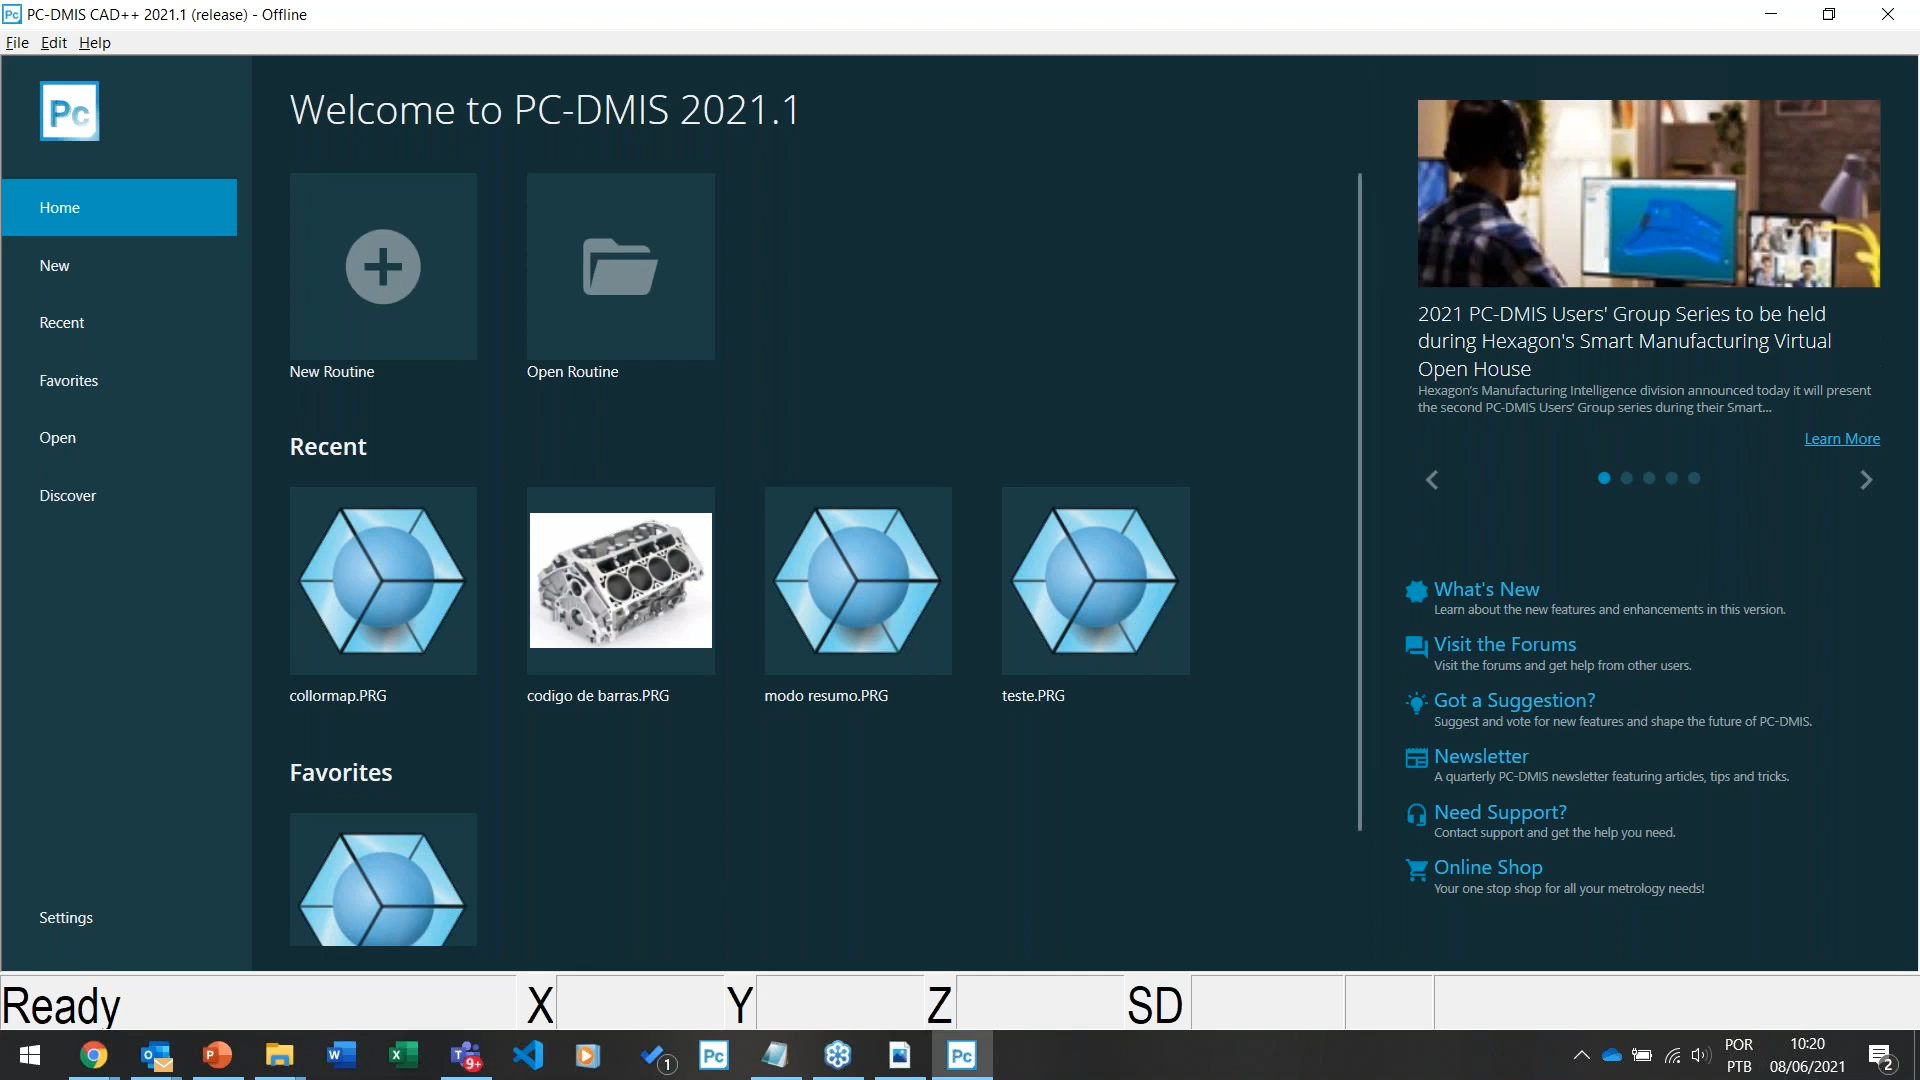 PC-DMIS CAD++ 2021.1 (release) - Offline
File Edit Help
Pc
Welcome to PC-DMIS 2021.1
Home
New
Recent
Favorites
Open
Discover
Settings
New Routine
Open Routine
Recent
collormap.PRG
codigo de barras.PRG
modo resumo.PRG
teste.PRG
Favorites
2021 PC-DMIS Users' Group Series to be held
during Hexagon's Smart Manufacturing Virtual
Open House
Hexagon's Manufacturing Intelligence division announced today it will present
the second PC-DMIS Users' Group series during their Smart...
Learn More
What's New
Learn about the new features and enhancements in this version.
Visit the Forums
Visit the forums and get help from other users.
Got a Suggestion?
Suggest and vote for new features and shape the future of PC-DMIS.
Newsletter
A quarterly PC-DMIS newsletter featuring articles, tips and tricks.
Need Support?
Contact support and get the help you need.
Online Shop
Your one stop shop for all your metrology needs!
Ready X Y Z SD
9+
1
Pc
Pc
POR
PTB
10:20
08/06/2021
2